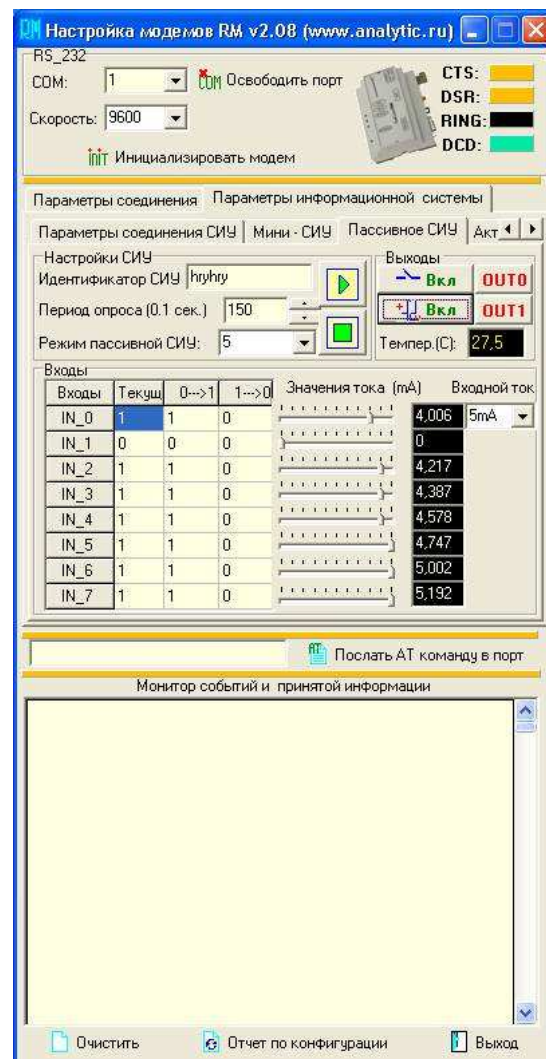 RM Настройка модемов RM v2.08 (www.analytic.ru)
RS_232
COM: 1 COM Освободить порт
Скорость: 9600
init Инициализировать модем
CTS:
DSR:
RING:
DCD:
Параметры соединения Параметры информационной системы
Параметры соединения СИУ Мини - СИУ Пассивное СИУ Акт
Настройки СИУ
Идентификатор СИУ hryhry
Период опроса (0.1 сек.) 150
Режим пассивной СИУ: 5
Выходы
Вкл OUT0
Вкл OUT1
Темпер.(С): 27,5
Входы
Входы Текущ 0--->1 1--->0 Значения тока (mA) Входной ток
IN_0 1 1 0 4,006 5mA
IN_1 0 0 0 0
IN_2 1 1 0 4,217
IN_3 1 1 0 4,387
IN_4 1 1 0 4,578
IN_5 1 1 0 4,747
IN_6 1 1 0 5,002
IN_7 1 1 0 5,192
AT Послать АТ команду в порт
Монитор событий и принятой информации
Очистить Отчет по конфигурации Выход